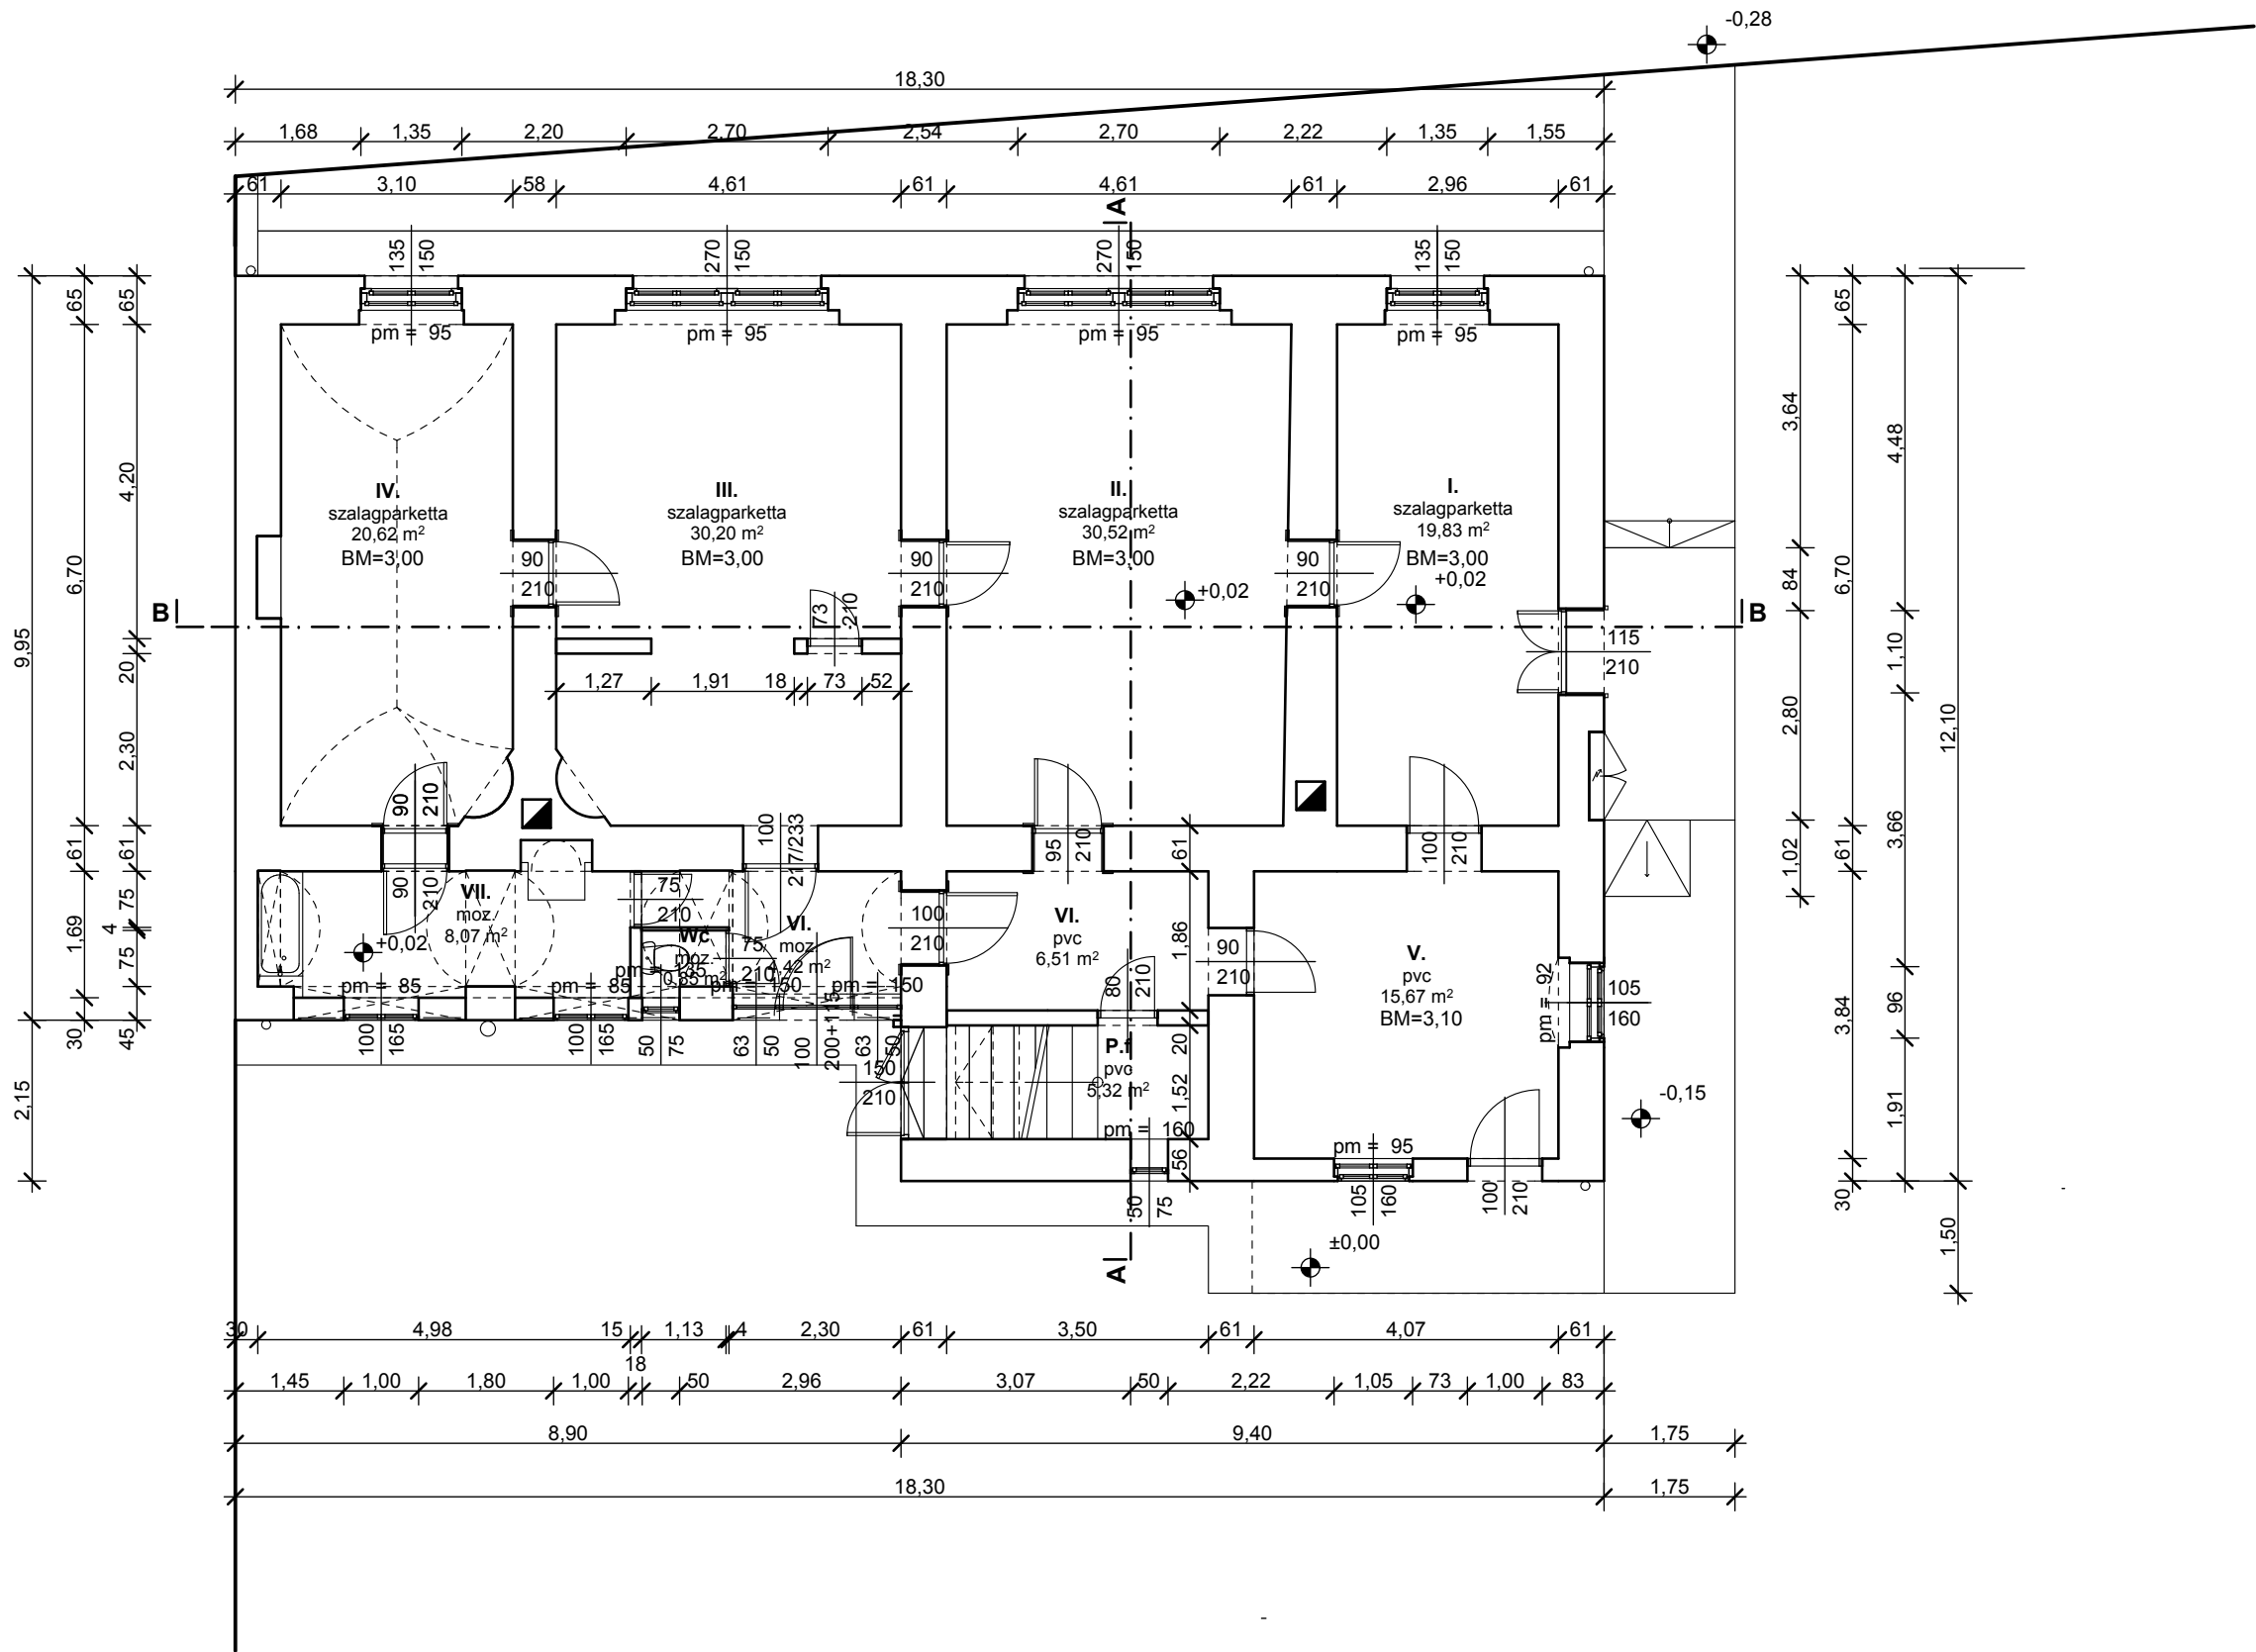 -0,28
18,30
1,68 1,35 2,20 2,70 2,54 2,70 2,22 1,35 1,55
61 3,10 58 4,61 61 4,61 61 2,96 61
A
135 150
270 150
270 150
135 150
pm = 95
pm = 95
pm = 95
pm = 95
65 65
65
9,95
6,70
4,20
20
2,30
61 61
1,69
75
4
75
30
45
2,15
3,64
84
2,80
1,02
65
6,70
61
3,84
30
4,48
1,10
3,66
96
1,91
12,10
1,50
IV.
szalagparketta
20,62 m²
BM=3,00
III.
szalagparketta
30,20 m²
BM=3,00
II.
szalagparketta
30,52 m²
BM=3,00
I.
szalagparketta
19,83 m²
BM=3,00
+0,02
+0,02
90
210
90
210
90
210
73
210
B
B
115
210
1,27 1,91 18 73 52
90
210
100
217/233
95
210
100
210
61
90
210
VII.
moz.
8,07 m²
+0,02
75
210
Wc
moz.
0,85 m²
75
210
VI.
moz.
4,42 m²
100
210
VI.
pvc
6,51 m²
1,86
90
210
V.
pvc
15,67 m²
BM=3,10
pm = 92
105
160
pm = 85
pm = 85
pm = 135
pm = 150
pm = 150
80
210
100
165
100
165
50
75
63
50
100
200+115
63
50
150
210
P.f
pvc
5,32 m²
20
1,52
56
pm = 160
pm = 95
-0,15
50
75
105
160
100
210
±0,00
A
30 4,98 15 1,13 4 2,30 61 3,50 61 4,07 61
18
1,45 1,00 1,80 1,00 50 2,96 3,07 50 2,22 1,05 73 1,00 83
8,90 9,40 1,75
18,30 1,75